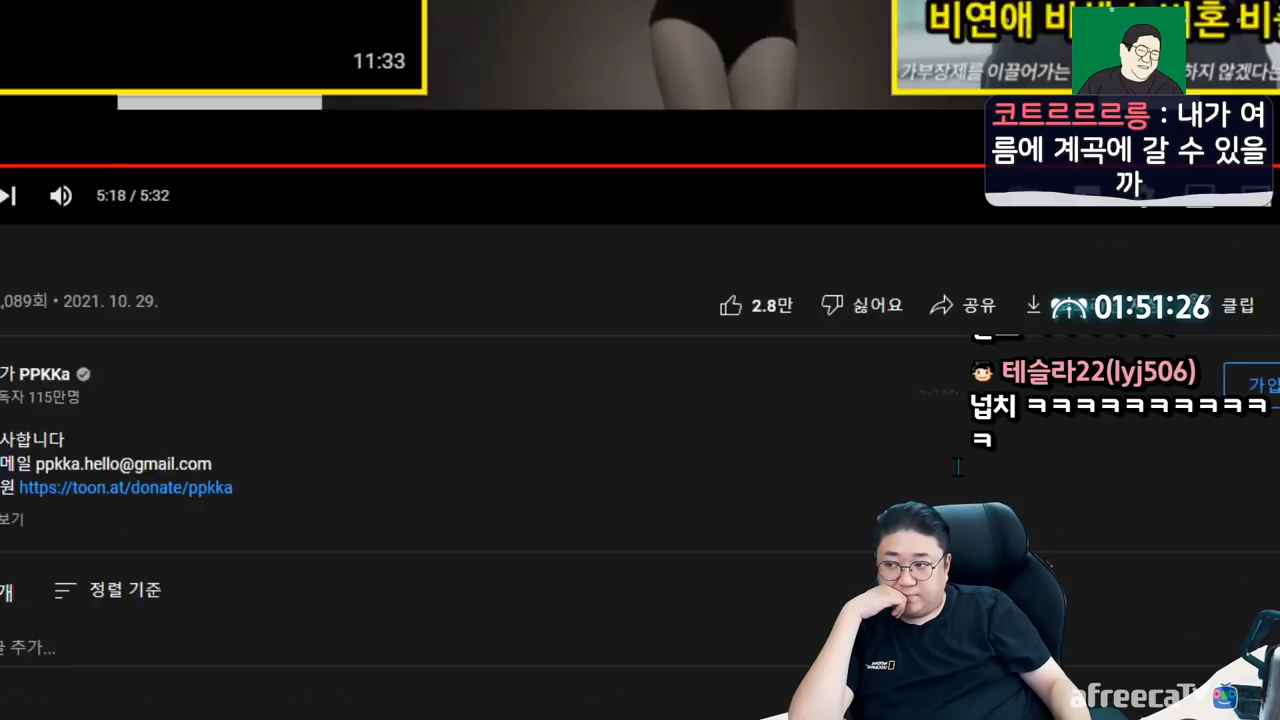 11:33
비연애 비
혼 비
가부장제를 이끌어가는
하지 않겠다는
코트르르르릉 : 내가 여
름에 계곡에 갈 수 있을
까
5:18 / 5:32
,089회 • 2021. 10. 29.
2.8만
싫어요
공유
01:51:26
클립
가 PPKKa
독자 115만명
가입
테슬라22(lyj506)
넙치 ㅋㅋㅋㅋㅋㅋㅋㅋㅋㅋ
ㅋ
사합니다
메일 ppkka.hello@gmail.com
원 https://toon.at/donate/ppkka
보기
개
정렬 기준
글 추가...
afreecaTV